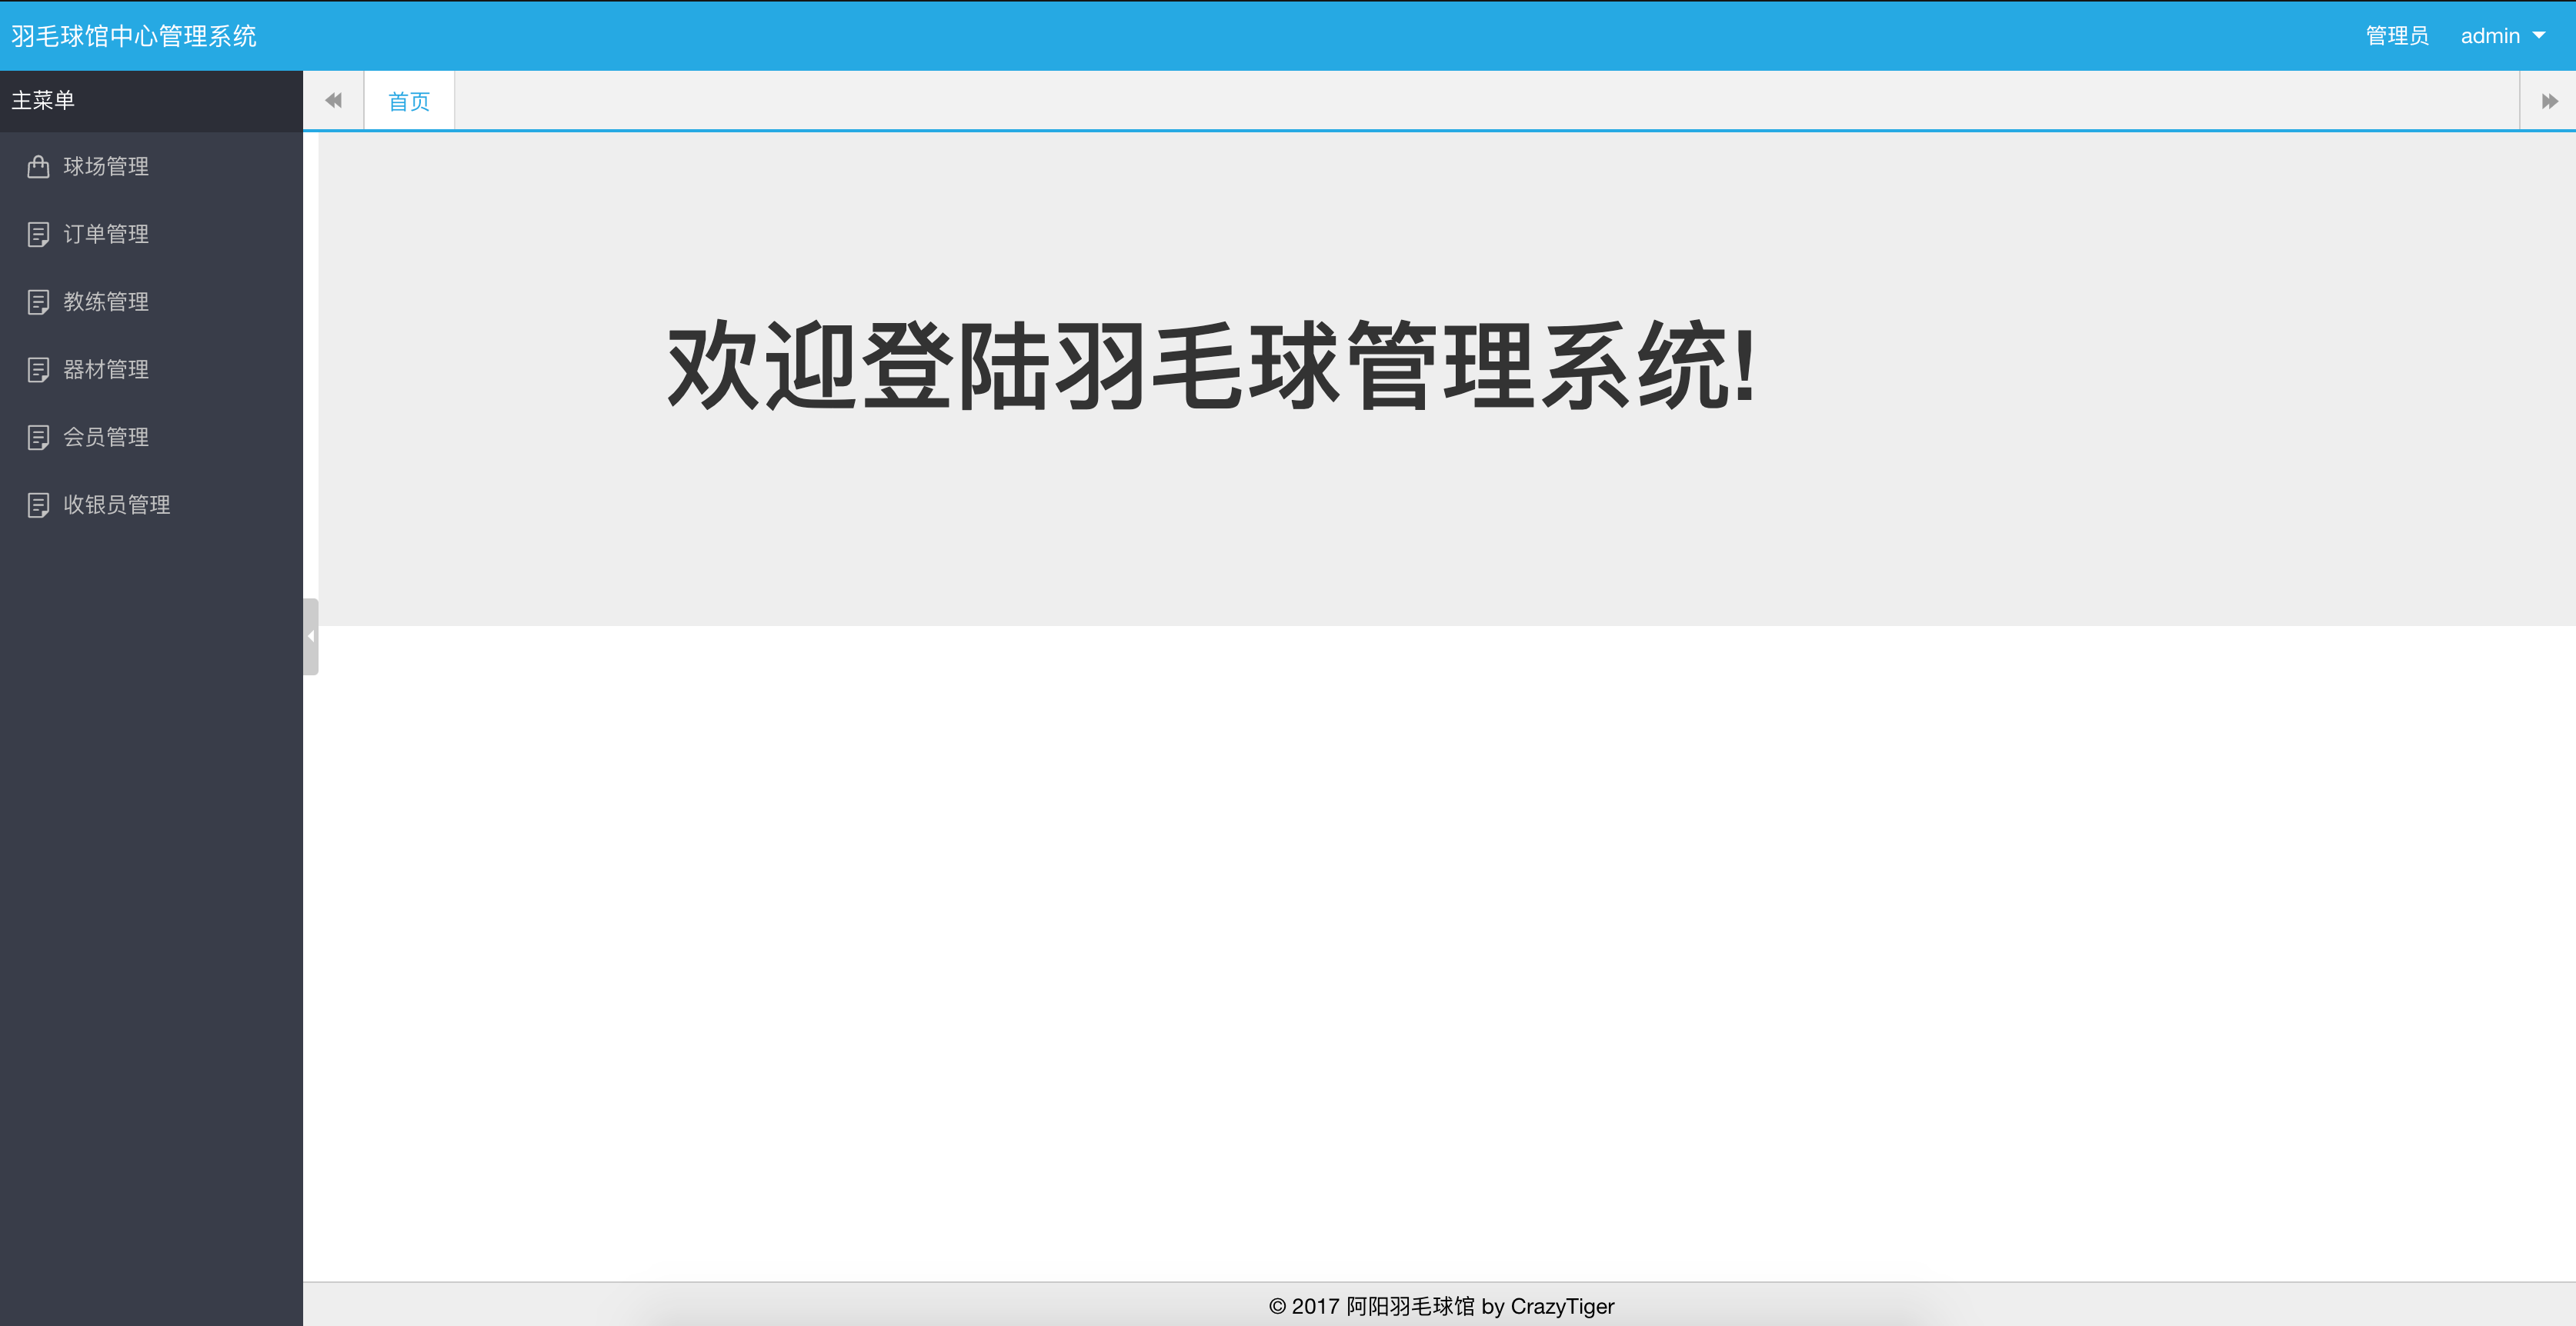 羽毛球馆中心管理系统
管理员 admin
主菜单
首页
球场管理
订单管理
教练管理
器材管理
会员管理
收银员管理
欢迎登陆羽毛球管理系统!
© 2017 阿阳羽毛球馆 by CrazyTiger